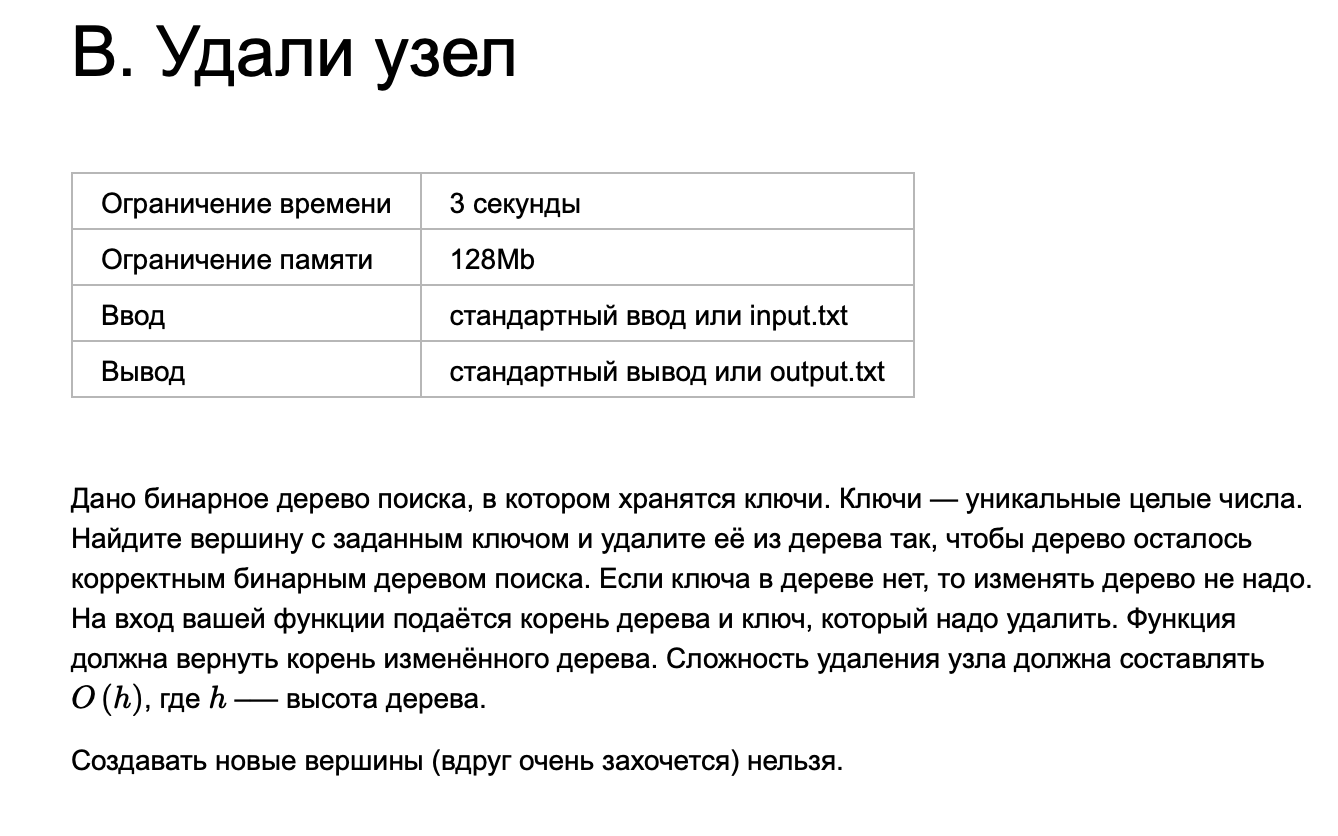 B. Удали узел
Ограничение времени 3 секунды
Ограничение памяти 128Mb
Ввод стандартный ввод или input.txt
Вывод стандартный вывод или output.txt
Дано бинарное дерево поиска, в котором хранятся ключи. Ключи — уникальные целые числа.
Найдите вершину с заданным ключом и удалите её из дерева так, чтобы дерево осталось
корректным бинарным деревом поиска. Если ключа в дереве нет, то изменять дерево не надо.
На вход вашей функции подаётся корень дерева и ключ, который надо удалить. Функция
должна вернуть корень изменённого дерева. Сложность удаления узла должна составлять
O (h), где h —– высота дерева.
Создавать новые вершины (вдруг очень захочется) нельзя.